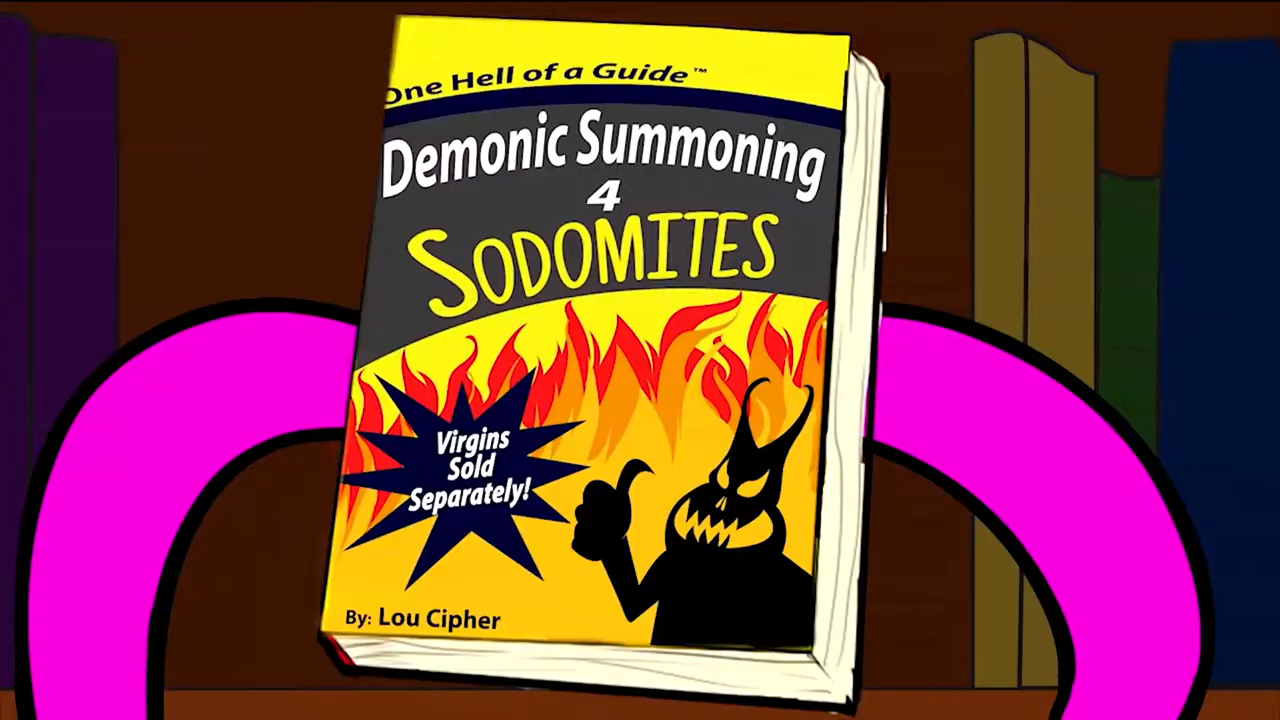 One Hell of a Guide™
Demonic Summoning
4
SODOMITES
Virgins
Sold
Separately!
By: Lou Cipher